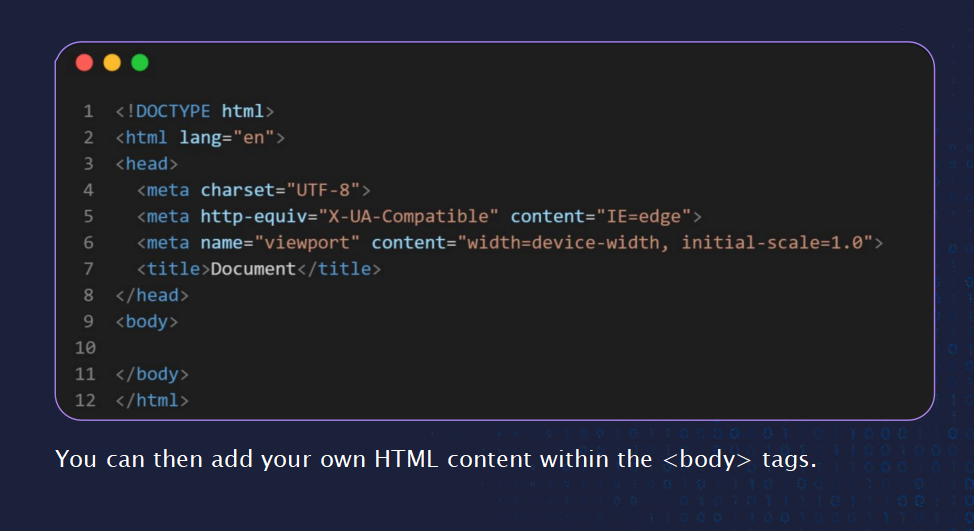 1 <!DOCTYPE html>
2 <html lang="en">
3 <head>
4 <meta charset="UTF-8">
5 <meta http-equiv="X-UA-Compatible" content="IE=edge">
6 <meta name="viewport" content="width=device-width, initial-scale=1.0">
7 <title>Document</title>
8 </head>
9 <body>
10
11 </body>
12 </html>
You can then add your own HTML content within the <body> tags.